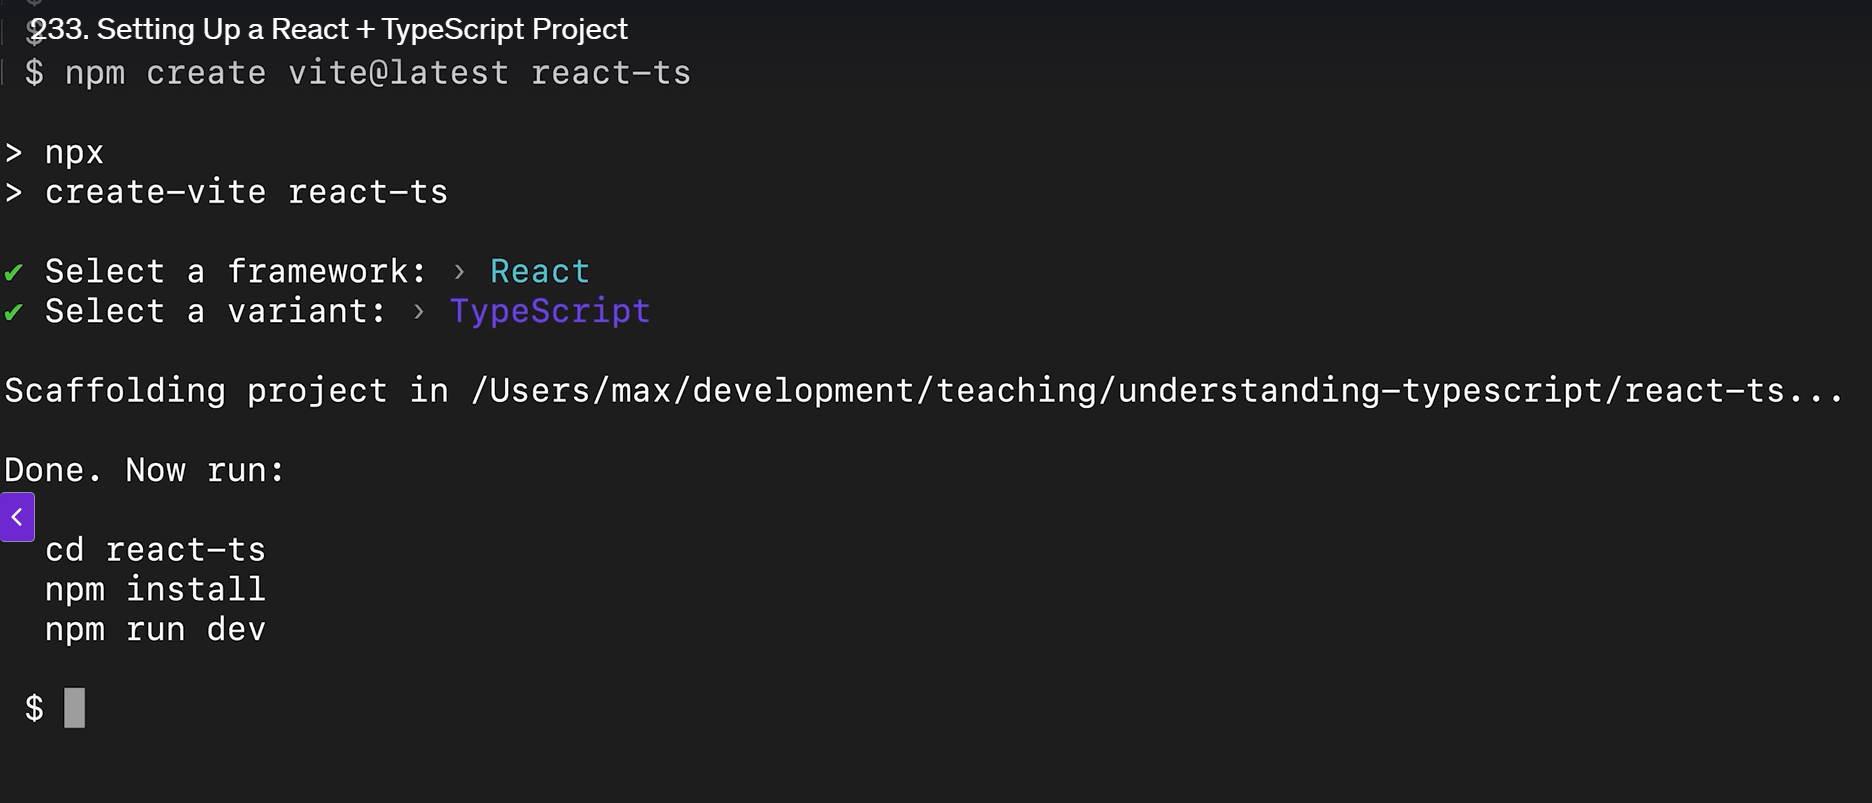 233. Setting Up a React + TypeScript Project
$ npm create vite@latest react-ts
> npx
> create-vite react-ts
✔ Select a framework: › React
✔ Select a variant: › TypeScript
Scaffolding project in /Users/max/development/teaching/understanding-typescript/react-ts...
Done. Now run:
cd react-ts
npm install
npm run dev
$